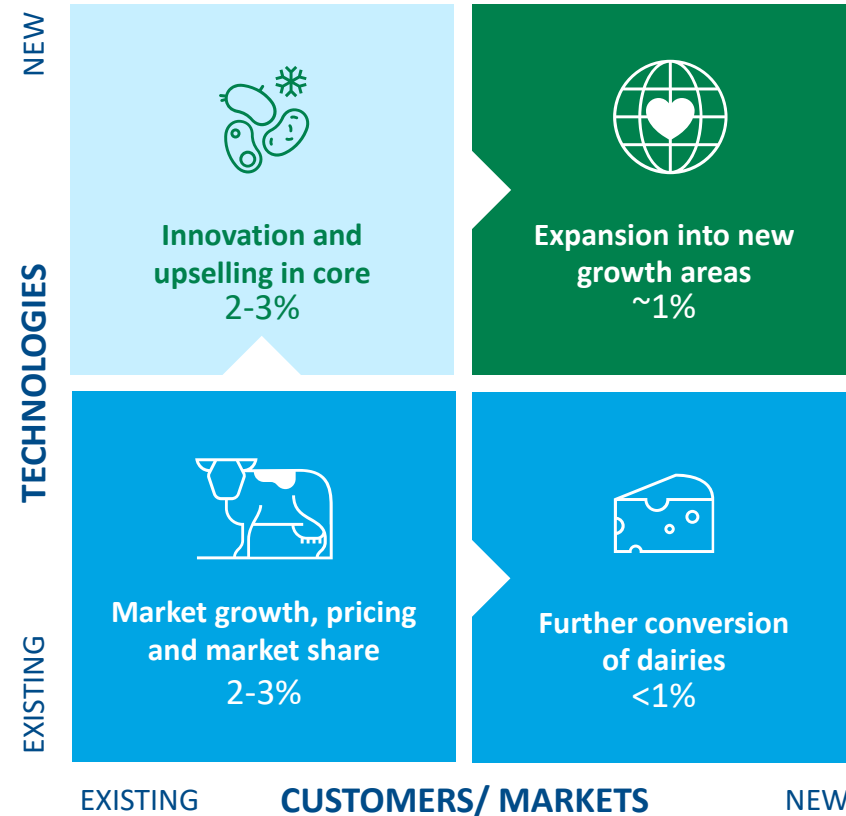 NEW
TECHNOLOGIES
EXISTING
Innovation and
upselling in core
2-3%
Expansion into new
growth areas
~1%
Market growth, pricing
and market share
2-3%
Further conversion
of dairies
<1%
EXISTING
CUSTOMERS/ MARKETS
NEW